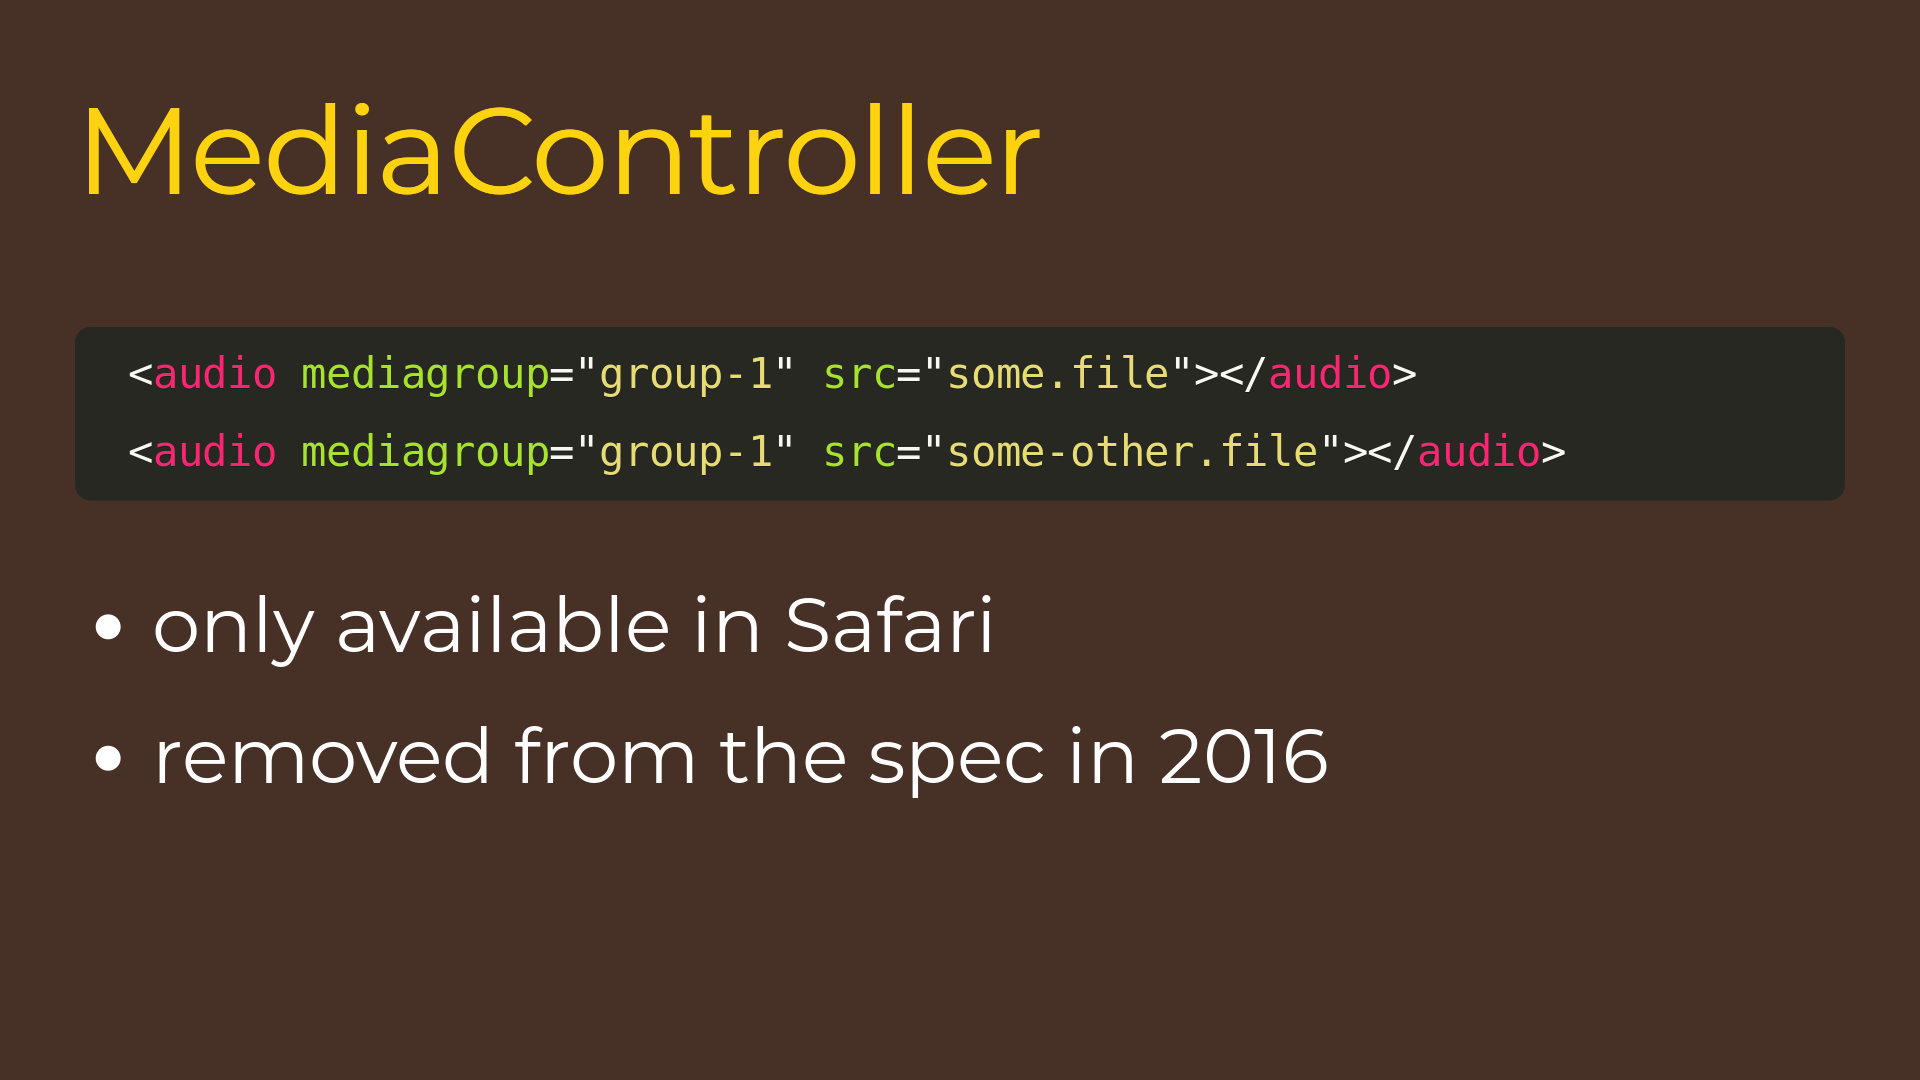 MediaController
<audio mediagroup="group-1" src="some.file"></audio>
<audio mediagroup="group-1" src="some-other.file"></audio>
• only available in Safari
• removed from the spec in 2016